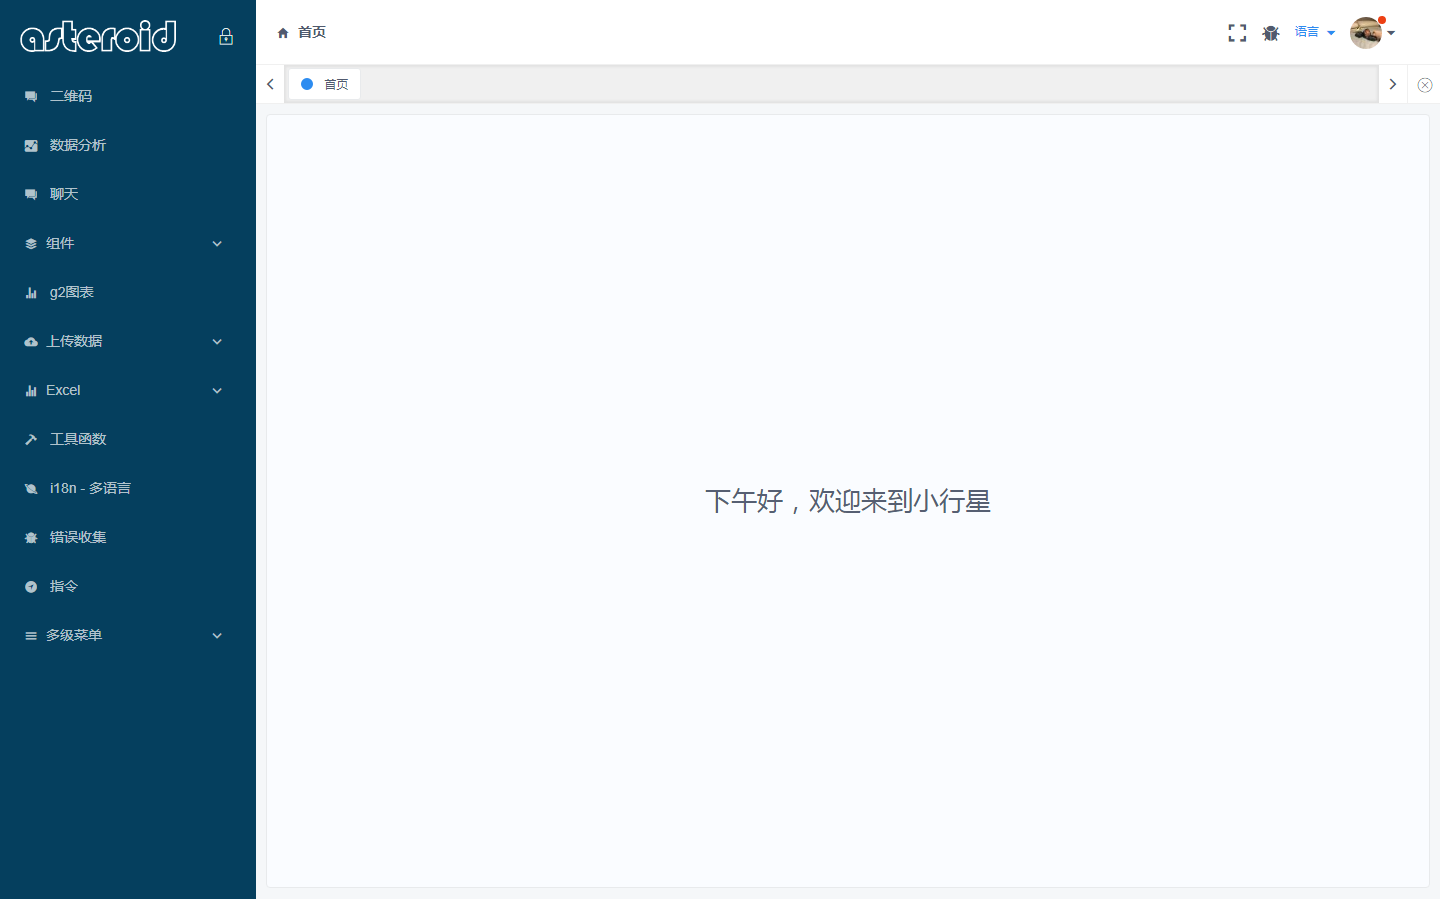 asteroid
二维码
数据分析
聊天
组件
g2图表
上传数据
Excel
工具函数
i18n - 多语言
错误收集
指令
多级菜单
首页
语言
首页
下午好，欢迎来到小行星